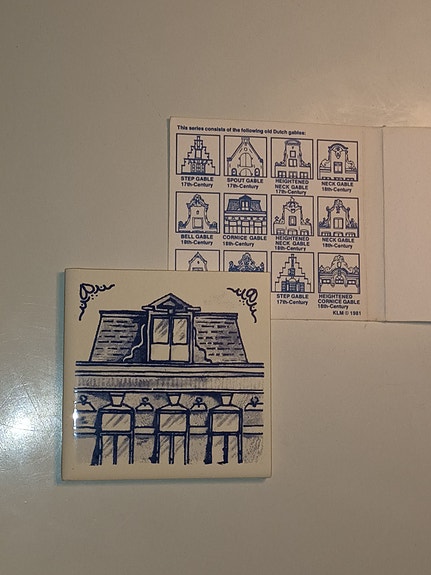 This series consists of the following old Dutch gables:
STEP GABLE
17th-Century
SPOUT GABLE
17th-Century
HEIGHTENED
NECK GABLE
17th-Century
NECK GABLE
18th-Century
BELL GABLE
19th-Century
CORNICE GABLE
18th-Century
HEIGHTENED
NECK GABLE
18th-Century
NECK GABLE
18th-Century
STEP GABLE
17th-Century
HEIGHTENED
CORNICE GABLE
18th-Century
KLM © 1981